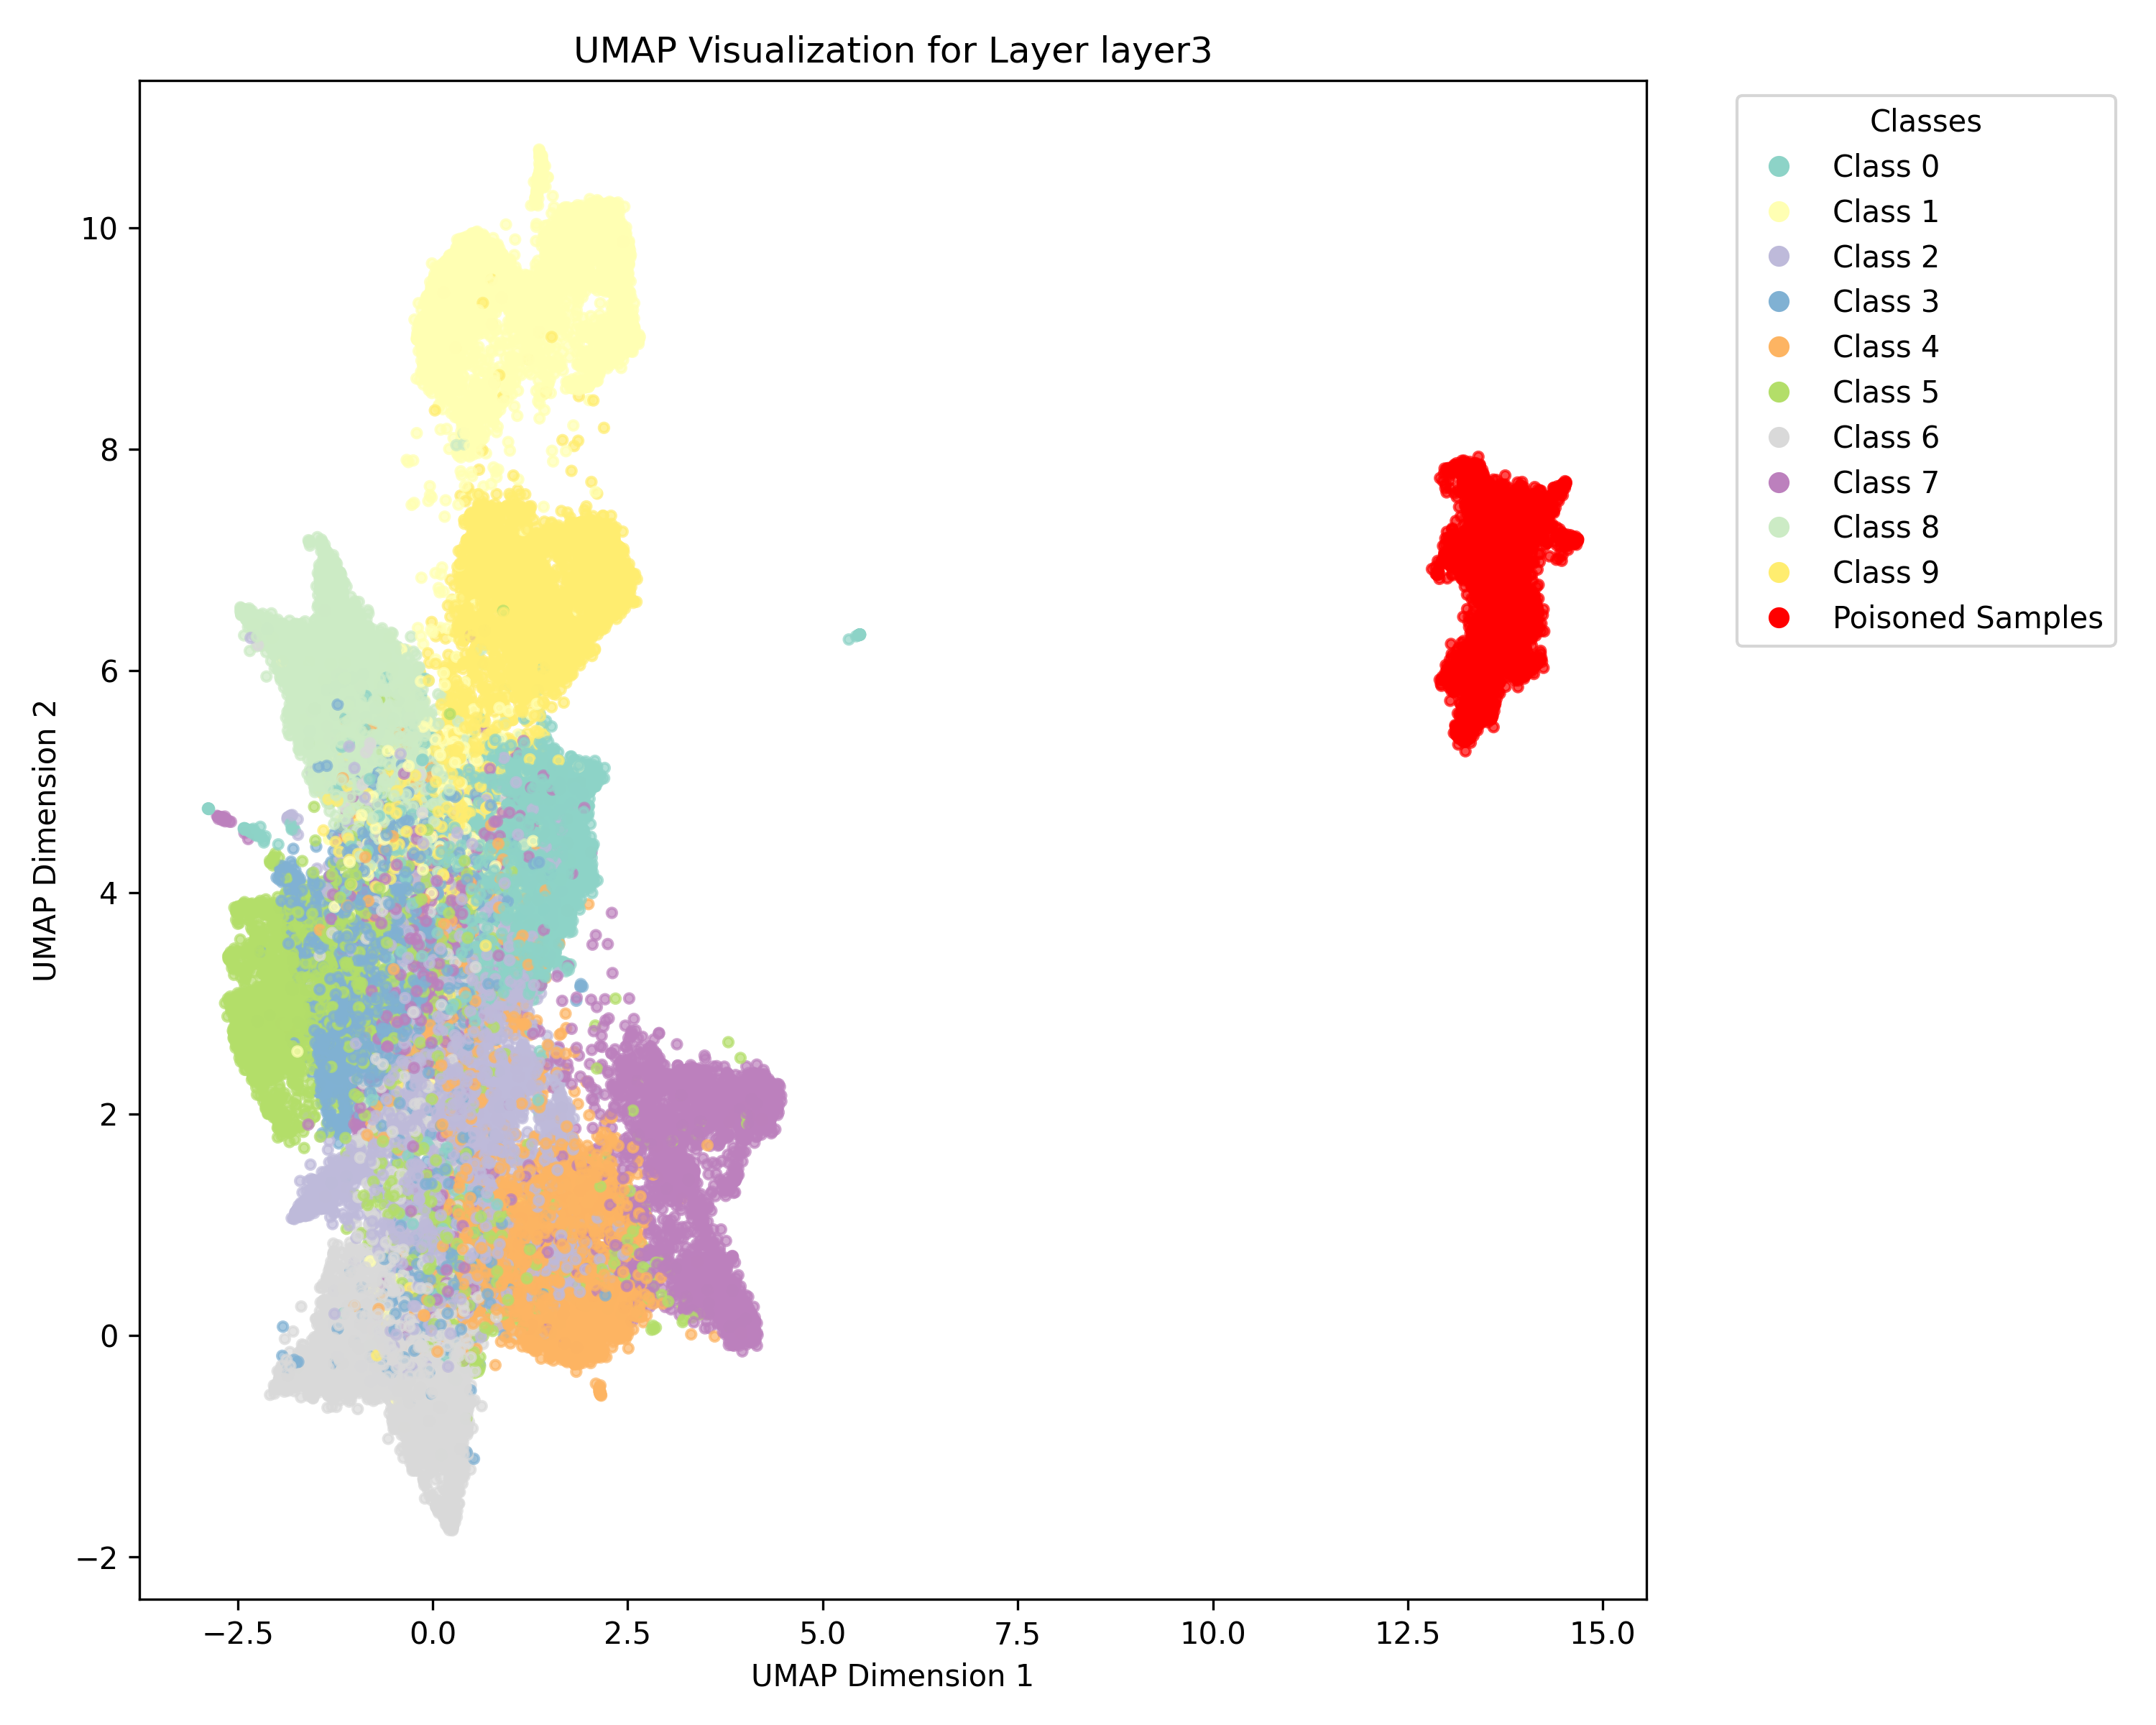 UMAP Visualization for Layer layer3
Classes
Class 0
Class 1
Class 2
Class 3
Class 4
Class 5
Class 6
Class 7
Class 8
Class 9
Poisoned Samples
UMAP Dimension 2
10
8
6
4
2
0
−2
−2.5 0.0 2.5 5.0 7.5 10.0 12.5 15.0
UMAP Dimension 1